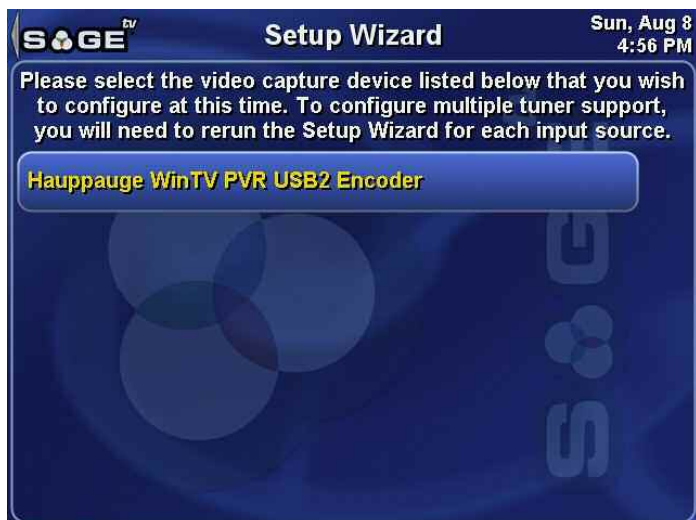 SAGE tv
Setup Wizard
Sun, Aug 8
4:56 PM
Please select the video capture device listed below that you wish
to configure at this time. To configure multiple tuner support,
you will need to rerun the Setup Wizard for each input source.
Hauppauge WinTV PVR USB2 Encoder
SAGE